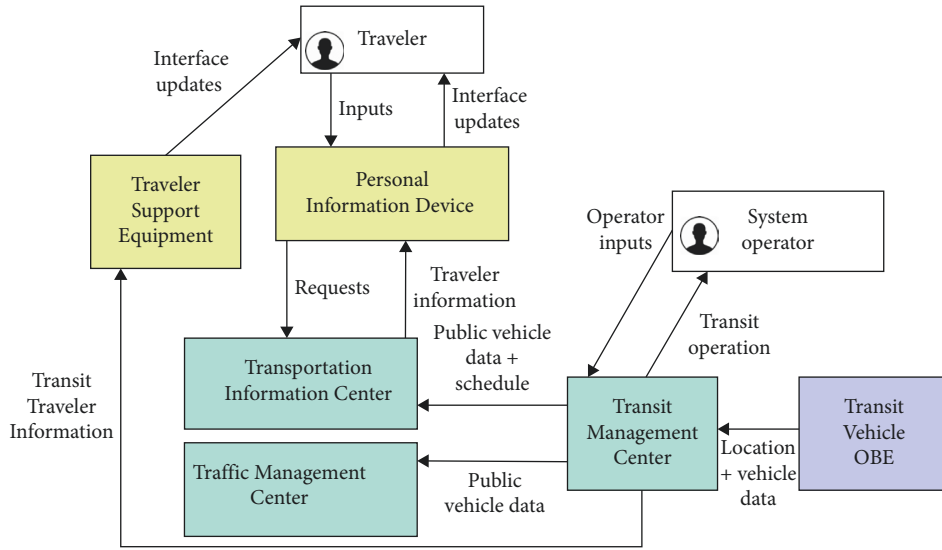 Traveler
Interface
updates
Inputs
Interface
updates
Traveler
Support
Equipment
Personal
Information Device
Operator
inputs
System
operator
Requests
Traveler
information
Transit
operation
Public vehicle
data +
schedule
Transportation
Information Center
Transit
Traveler
Information
Transit
Management
Center
Transit
Vehicle
OBE
Location
+ vehicle
data
Traffic Management
Center
Public
vehicle data